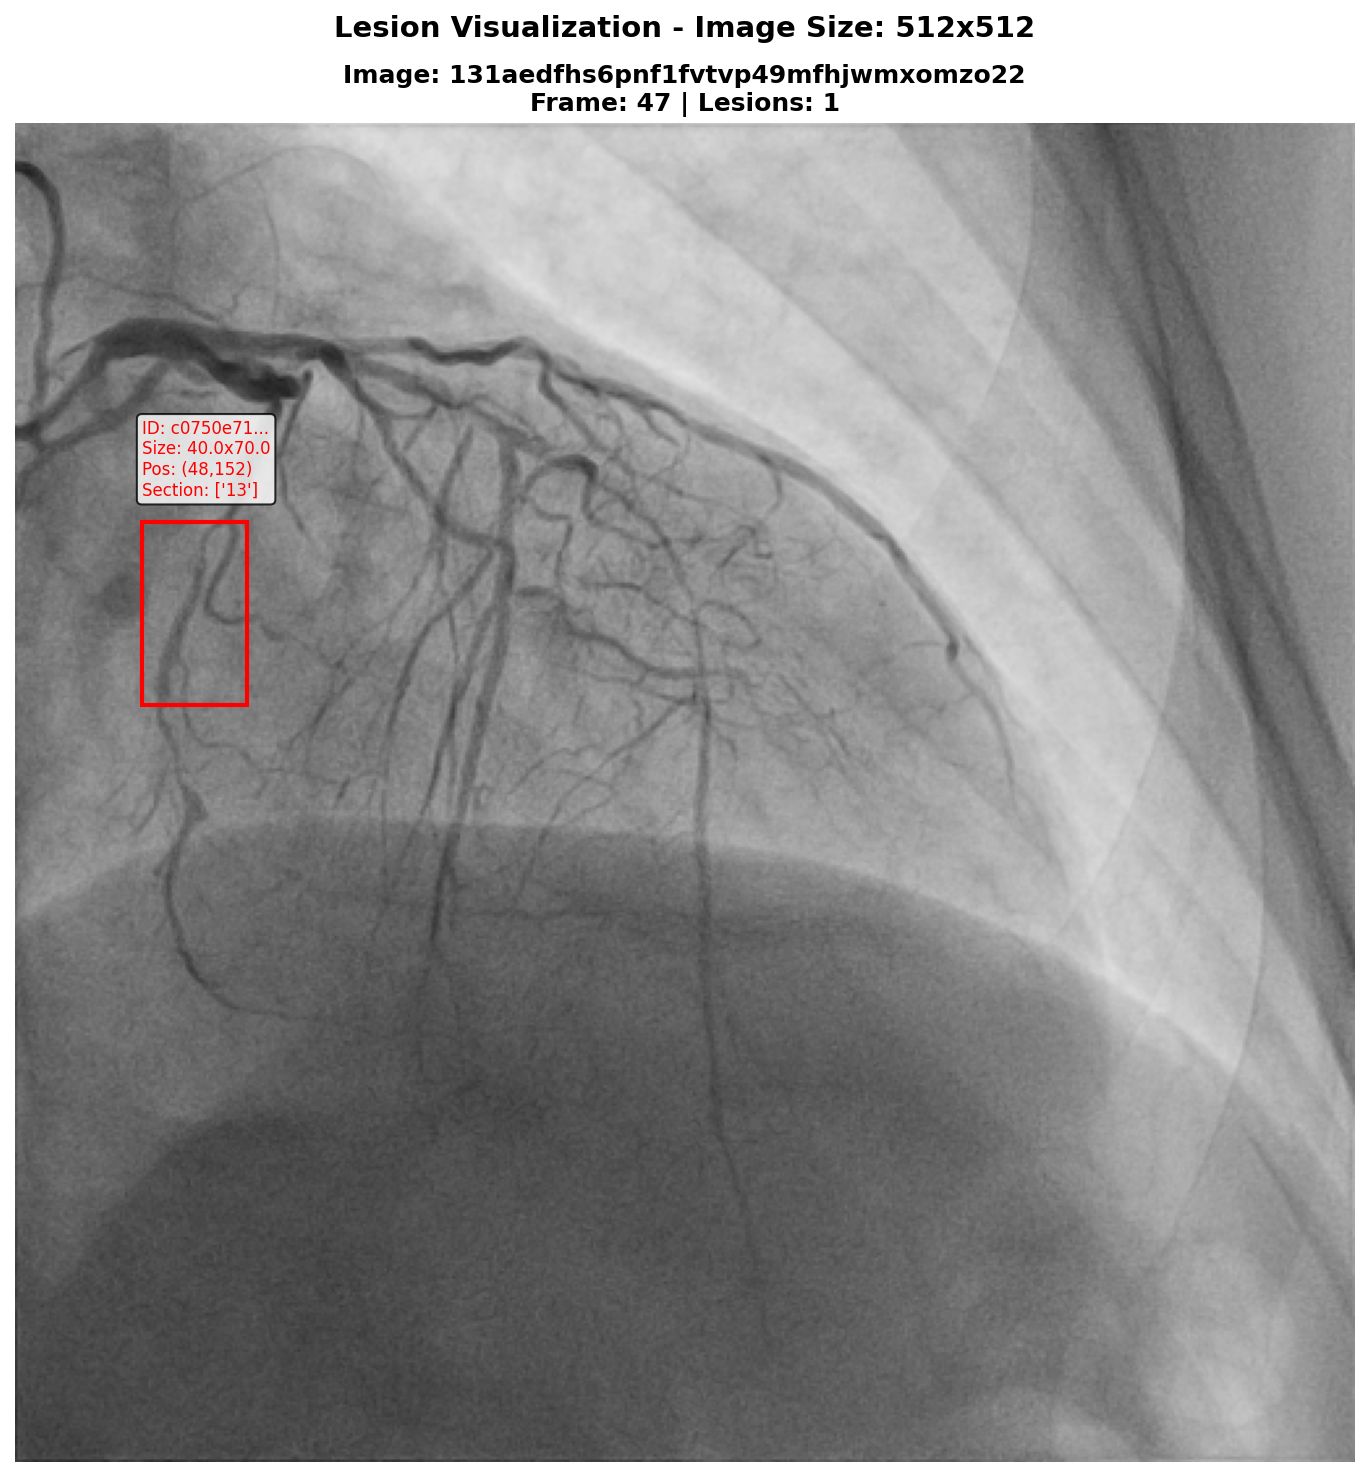 Lesion Visualization - Image Size: 512x512
Image: 131aedfhs6pnf1fvtvp49mfhjwmxomzo22
Frame: 47 | Lesions: 1
ID: c0750e71...
Size: 40.0x70.0
Pos: (48,152)
Section: ['13']